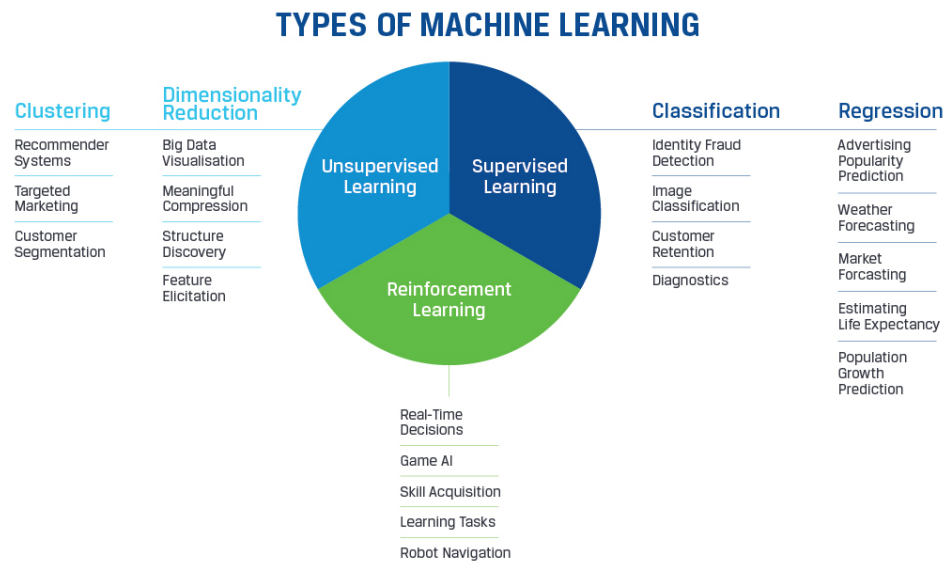 TYPES OF MACHINE LEARNING
Clustering
Recommender
Systems
Targeted
Marketing
Customer
Segmentation
Dimensionality
Reduction
Big Data
Visualisation
Meaningful
Compression
Structure
Discovery
Feature
Elicitation
Unsupervised
Learning
Supervised
Learning
Reinforcement
Learning
Classification
Identity Fraud
Detection
Image
Classification
Customer
Retention
Diagnostics
Regression
Advertising
Popularity
Prediction
Weather
Forecasting
Market
Forcasting
Estimating
Life Expectancy
Population
Growth
Prediction
Real-Time
Decisions
Game AI
Skill Acquisition
Learning Tasks
Robot Navigation